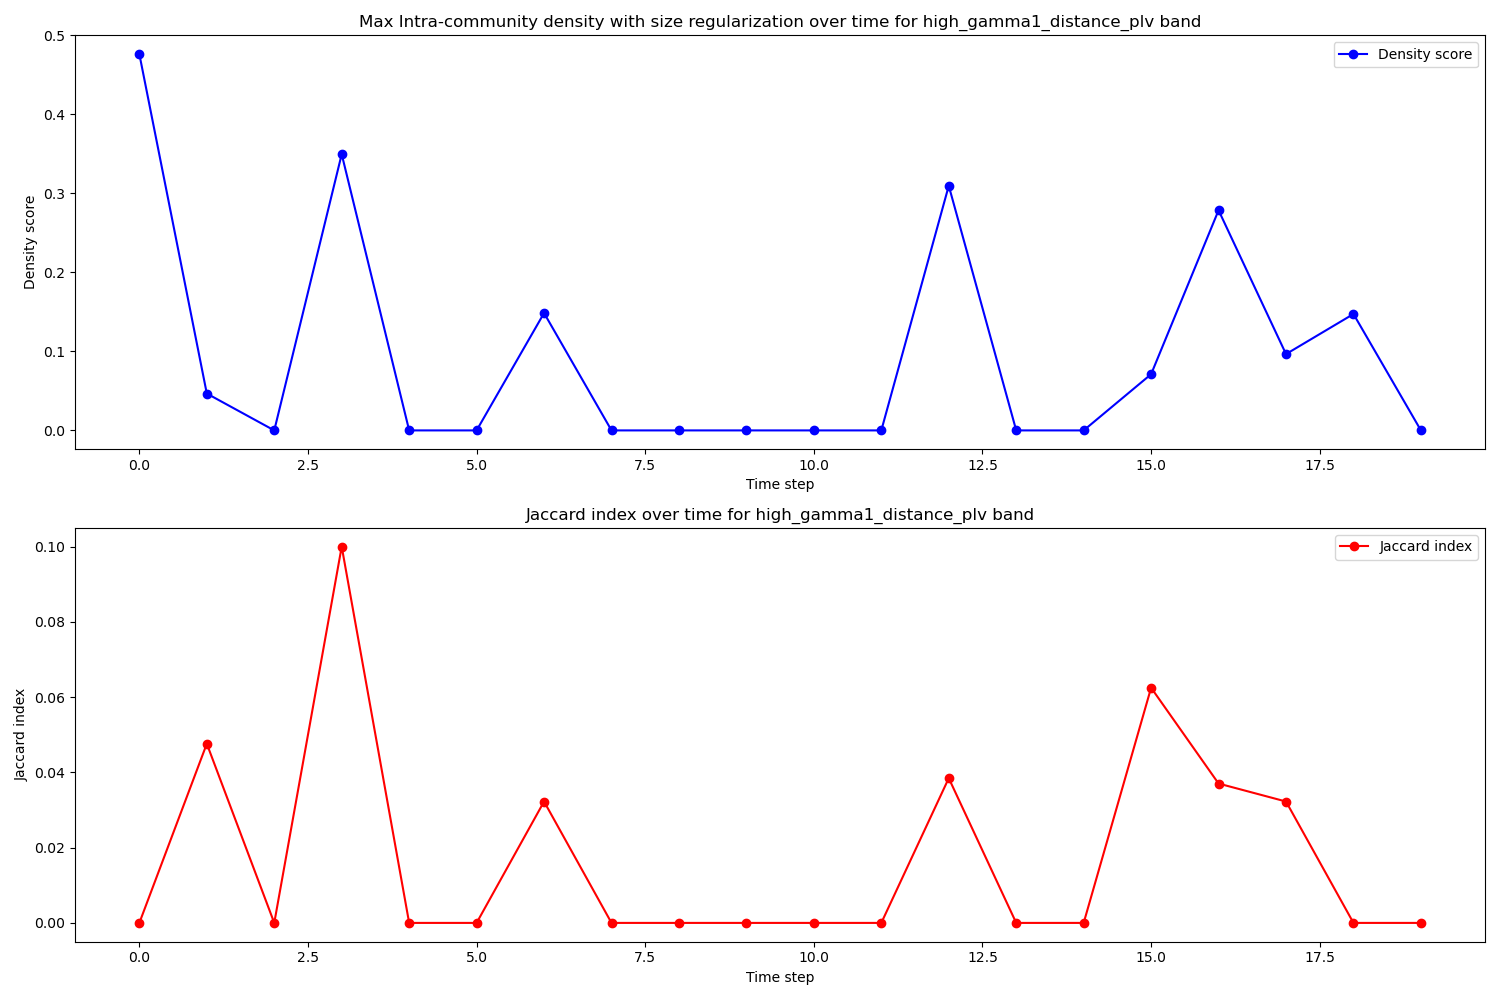 Max Intra-community density with size regularization over time for high_gamma1_distance_plv band
Density score
Density score
0.5
0.4
0.3
0.2
0.1
0.0
0.0 2.5 5.0 7.5 10.0 12.5 15.0 17.5
Time step
Jaccard index over time for high_gamma1_distance_plv band
Jaccard index
Jaccard index
0.10
0.08
0.06
0.04
0.02
0.00
0.0 2.5 5.0 7.5 10.0 12.5 15.0 17.5
Time step